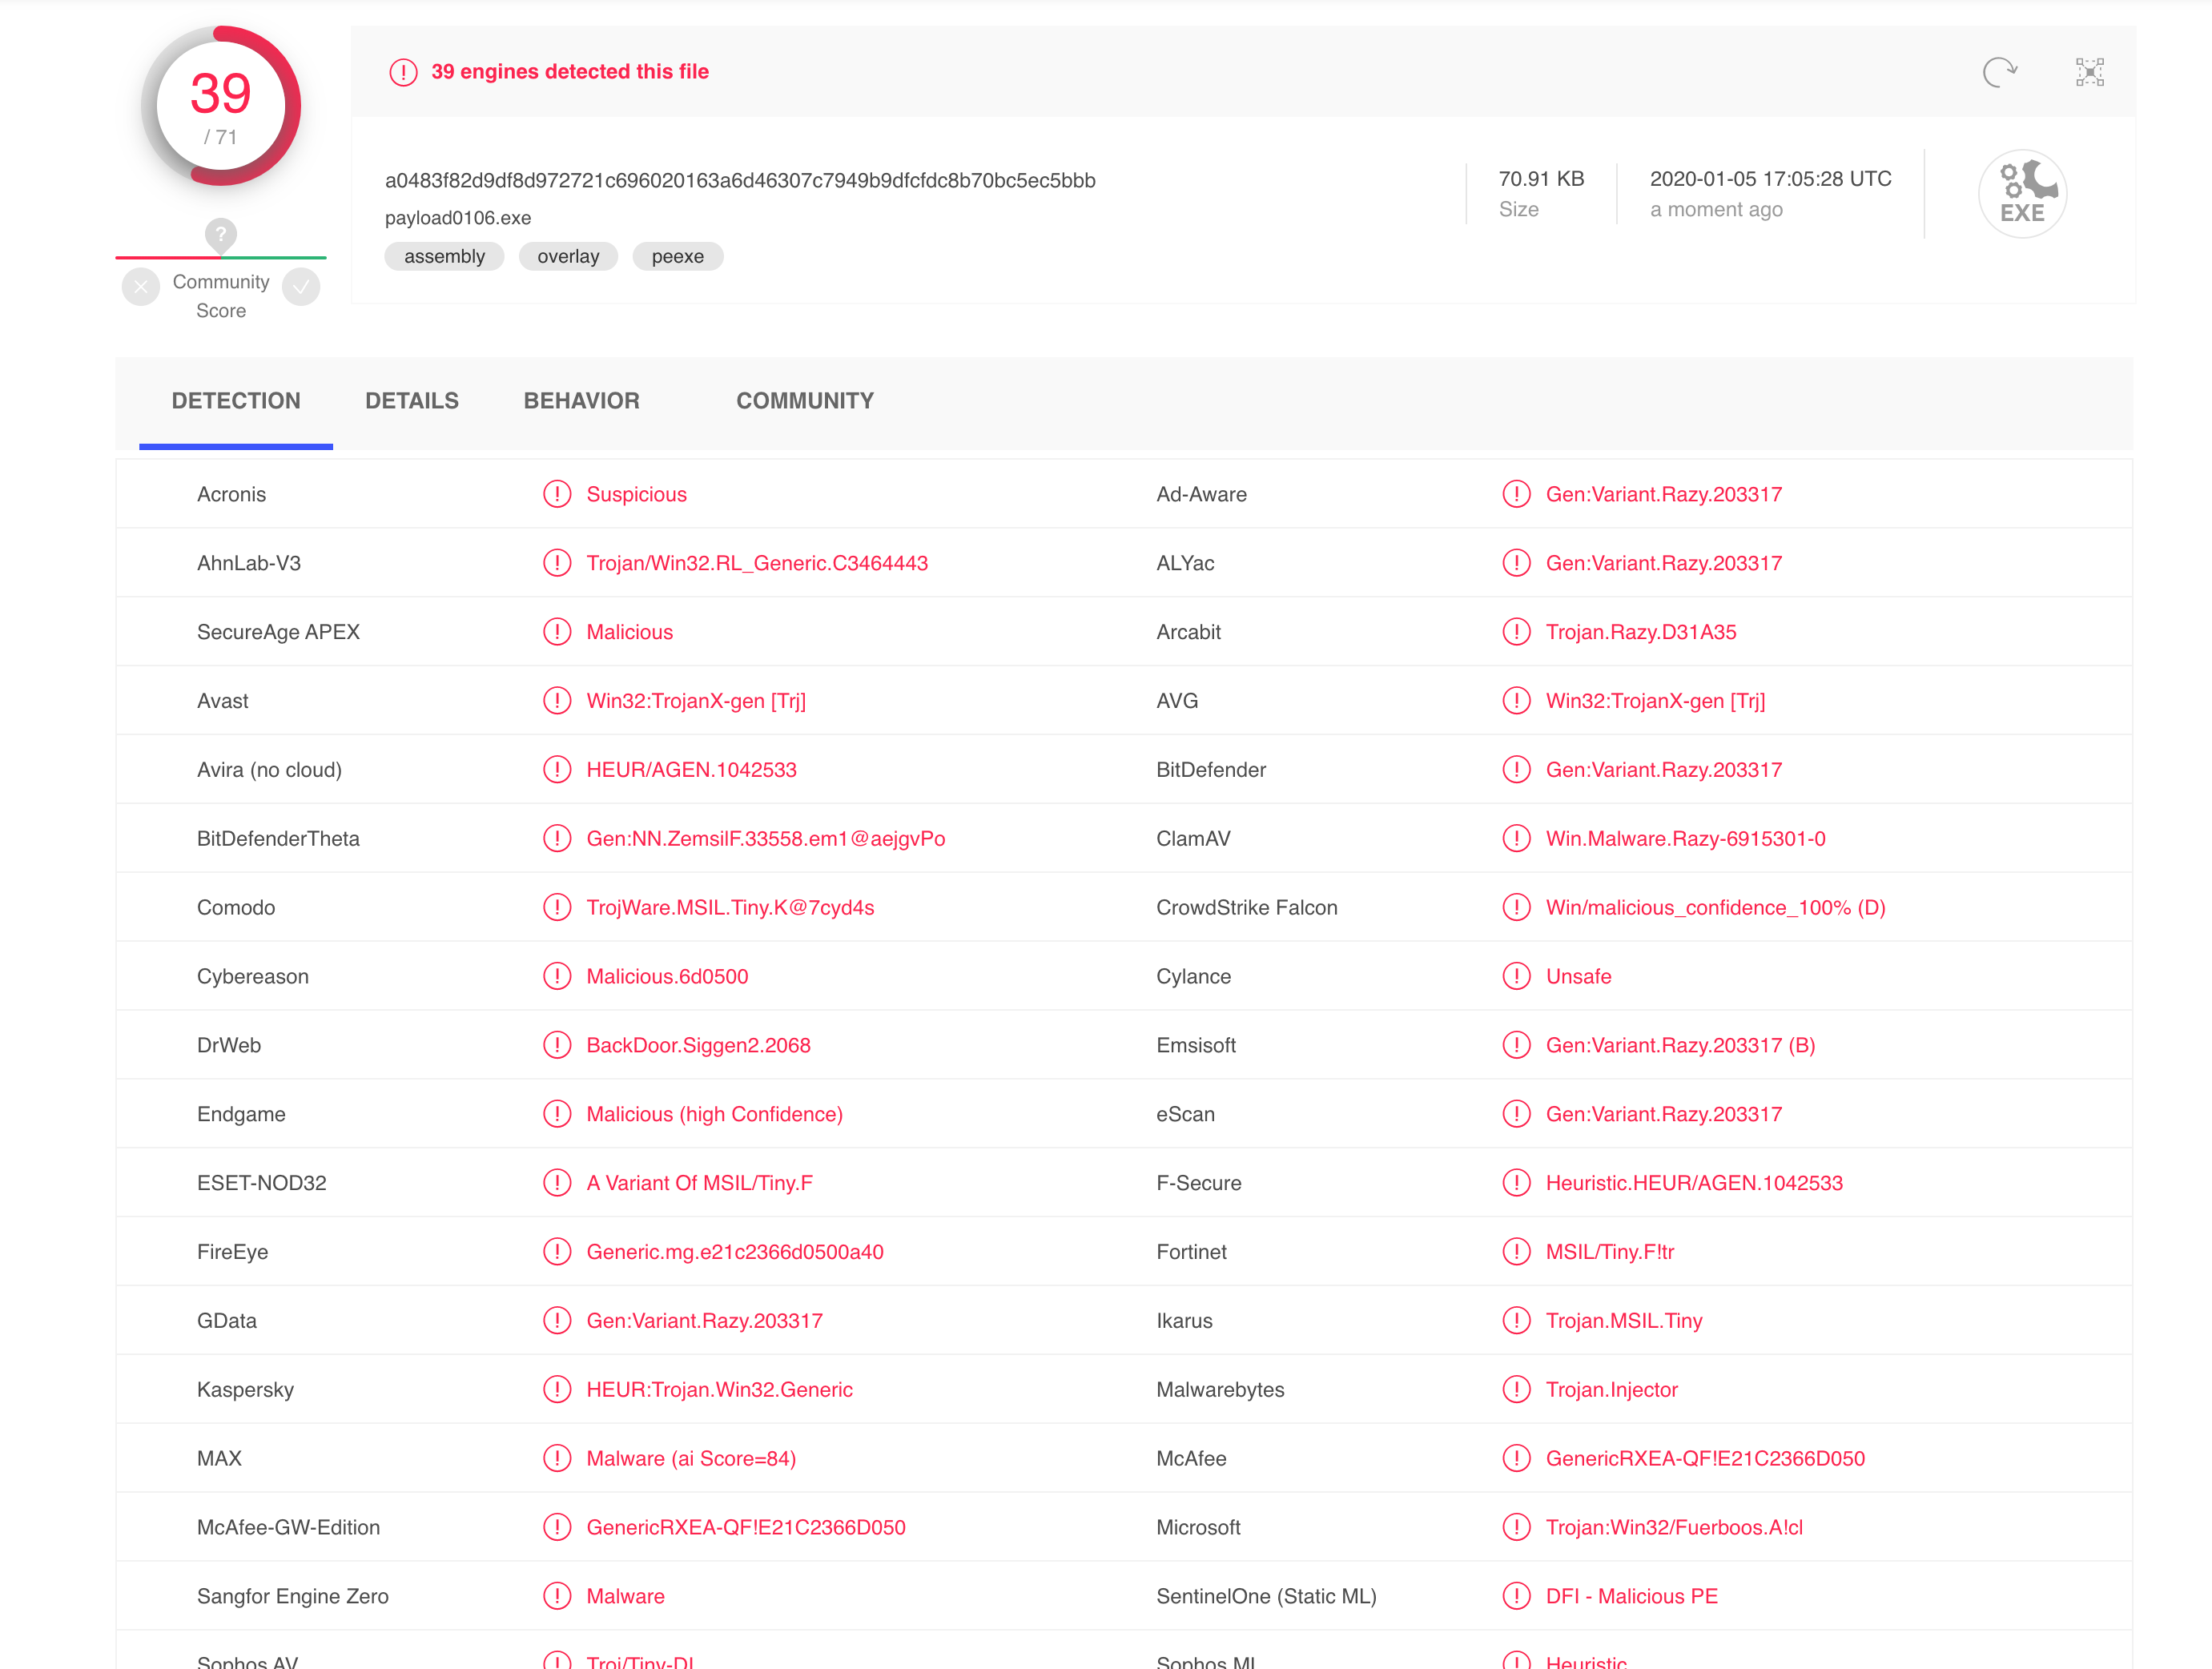 39
/ 71
?
Community
Score
39 engines detected this file
a0483f82d9df8d972721c696020163a6d46307c7949b9dfcfdc8b70bc5ec5bbb
payload0106.exe
assembly overlay peexe
70.91 KB
Size
2020-01-05 17:05:28 UTC
a moment ago
EXE
DETECTION DETAILS BEHAVIOR COMMUNITY
Acronis Suspicious Ad-Aware Gen:Variant.Razy.203317
AhnLab-V3 Trojan/Win32.RL_Generic.C3464443 ALYac Gen:Variant.Razy.203317
SecureAge APEX Malicious Arcabit Trojan.Razy.D31A35
Avast Win32:TrojanX-gen [Trj] AVG Win32:TrojanX-gen [Trj]
Avira (no cloud) HEUR/AGEN.1042533 BitDefender Gen:Variant.Razy.203317
BitDefenderTheta Gen:NN.ZemsilF.33558.em1@aejgvPo ClamAV Win.Malware.Razy-6915301-0
Comodo TrojWare.MSIL.Tiny.K@7cyd4s CrowdStrike Falcon Win/malicious_confidence_100% (D)
Cybereason Malicious.6d0500 Cylance Unsafe
DrWeb BackDoor.Siggen2.2068 Emsisoft Gen:Variant.Razy.203317 (B)
Endgame Malicious (high Confidence) eScan Gen:Variant.Razy.203317
ESET-NOD32 A Variant Of MSIL/Tiny.F F-Secure Heuristic.HEUR/AGEN.1042533
FireEye Generic.mg.e21c2366d0500a40 Fortinet MSIL/Tiny.F!tr
GData Gen:Variant.Razy.203317 Ikarus Trojan.MSIL.Tiny
Kaspersky HEUR:Trojan.Win32.Generic Malwarebytes Trojan.Injector
MAX Malware (ai Score=84) McAfee GenericRXEA-QF!E21C2366D050
McAfee-GW-Edition GenericRXEA-QF!E21C2366D050 Microsoft Trojan:Win32/Fuerboos.A!cl
Sangfor Engine Zero Malware SentinelOne (Static ML) DFI - Malicious PE
Sophos AV Sophos ML Heuristic